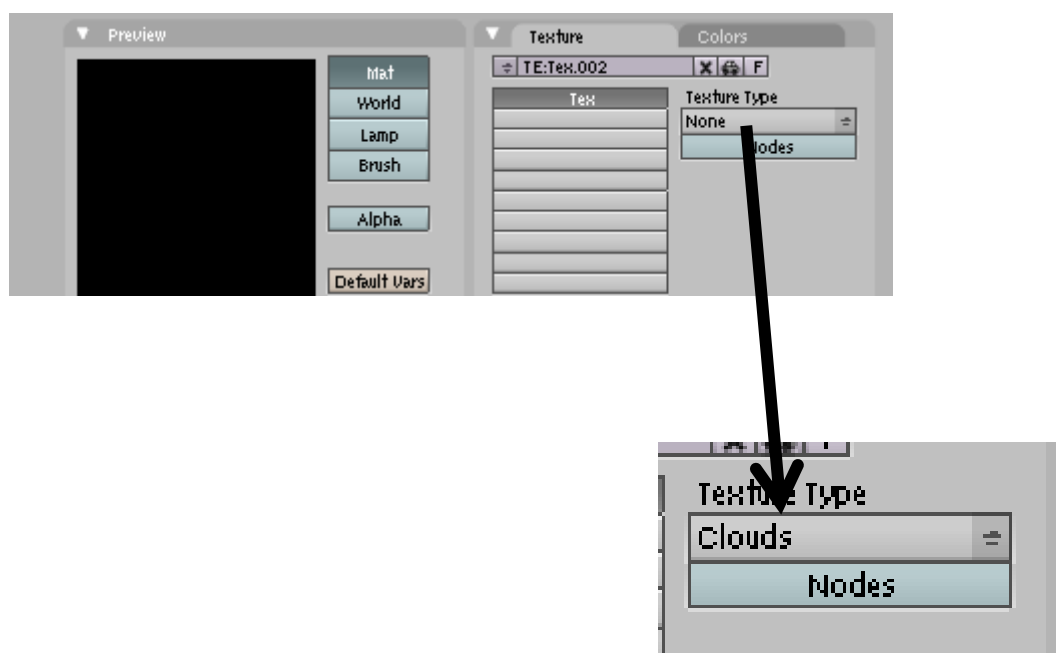 Preview
Mat
World
Lamp
Brush
Alpha
Default Vars
Texture
Colors
TE:Tex.002
X
F
Tex
Texture Type
None
Nodes
Texture Type
Clouds
Nodes